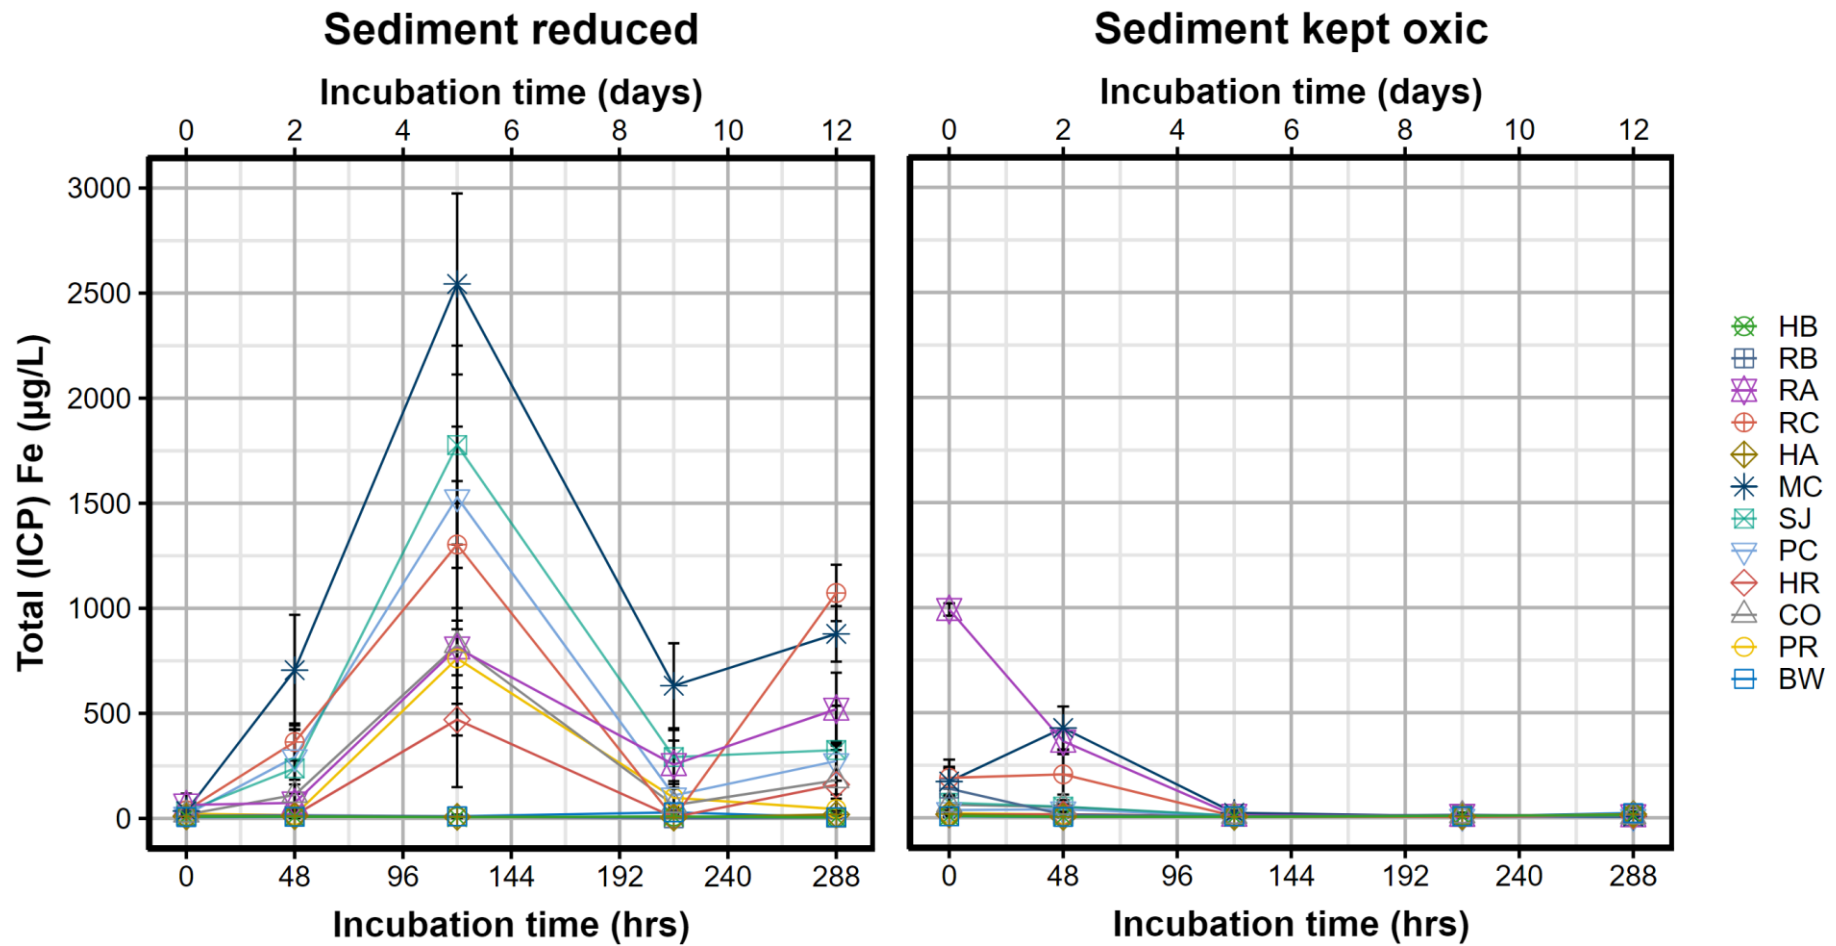 Sediment reduced
Sediment kept oxic
Incubation time (days)
Incubation time (days)
0 2 4 6 8 10 12
0 2 4 6 8 10 12
Total (ICP) Fe (µg/L)
3000
2500
2000
1500
1000
500
0
0 48 96 144 192 240 288
0 48 96 144 192 240 288
Incubation time (hrs)
Incubation time (hrs)
HB
RB
RA
RC
HA
MC
SJ
PC
HR
CO
PR
BW